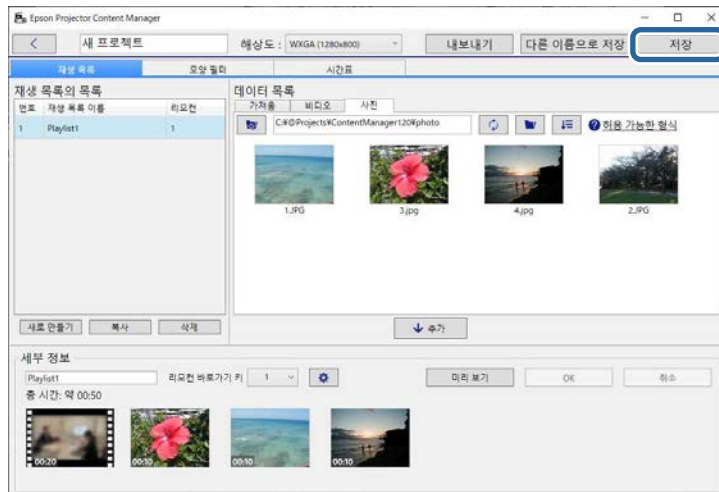 Epson Projector Content Manager
새 프로젝트 해상도 : WXGA (1280x800) 내보내기 다른 이름으로 저장 저장
재생 목록 모양 필터 시간표
재생 목록의 목록 데이터 목록
번호 재생 목록 이름 리모컨 가져옴 비디오 사진
1 Playlist1 1 C:₩@Projects₩ContentManager120₩photo 허용 가능한 형식
1.JPG 3.jpg 4.jpg 2.JPG
새로 만들기 복사 삭제 추가
세부 정보
Playlist1 리모컨 바로가기 키 1 미리 보기 OK 취소
총 시간: 약 00:50
00:20 00:10 00:10 00:10